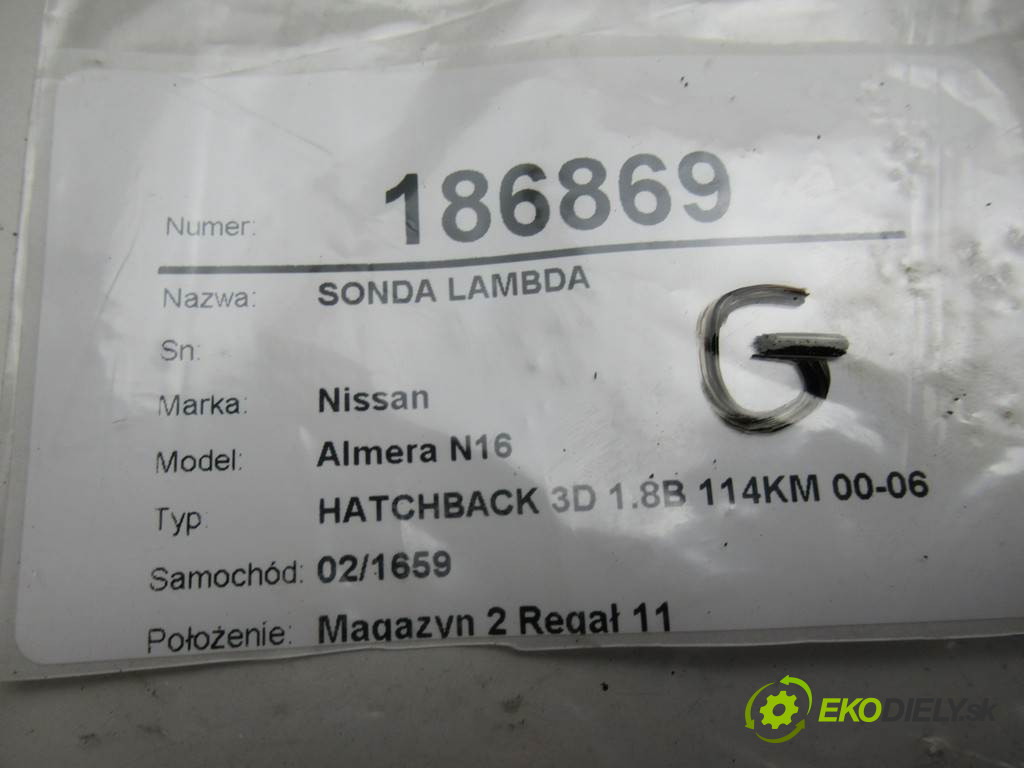 Numer: 186869
Nazwa: SONDA LAMBDA
Sn:
G
Marka: Nissan
Model: Almera N16
Typ: HATCHBACK 3D 1.8B 114KM 00-06
Samochód: 02/1659
Położenie: Magazyn 2 Regał 11
EKODIELY.sk